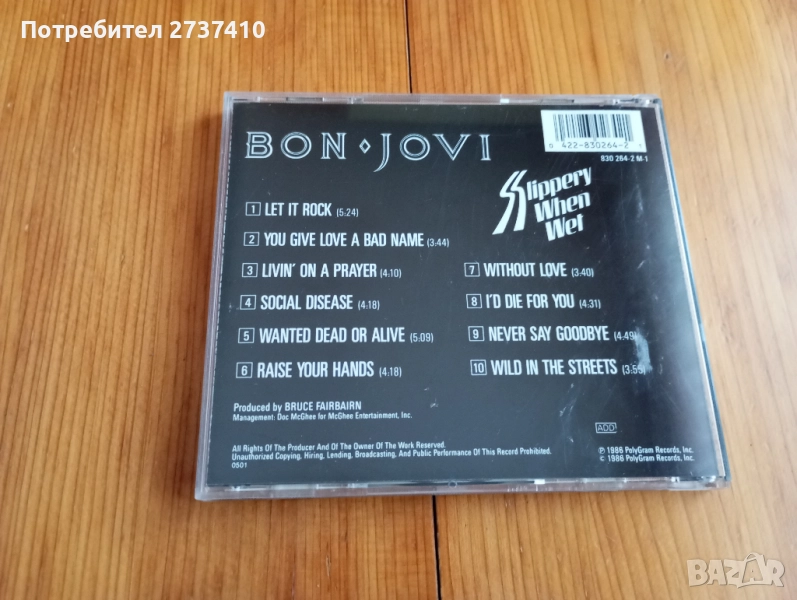 Потребител 2737410
BON JOVI
0 422-830264-2 1
830 264-2 M-1
Slippery
When
Wet
1 LET IT ROCK (5:24)
2 YOU GIVE LOVE A BAD NAME (3:44)
3 LIVIN' ON A PRAYER (4.10)
4 SOCIAL DISEASE (4.18)
5 WANTED DEAD OR ALIVE (5:09)
6 RAISE YOUR HANDS (4.18)
7 WITHOUT LOVE (3:40)
8 I'D DIE FOR YOU (4.31)
9 NEVER SAY GOODBYE (4.49)
10 WILD IN THE STREETS (3:55)
Produced by BRUCE FAIRBAIRN
Management: Doc McGhee for McGhee Entertainment, Inc.
ADD
All Rights Of The Producer And Of The Owner Of The Work Reserved.
Unauthorized Copying, Hiring, Lending, Broadcasting, And Public Performance Of This Record Prohibited.
0501
℗ 1986 PolyGram Records, Inc.
© 1986 PolyGram Records, Inc.
BAZAR